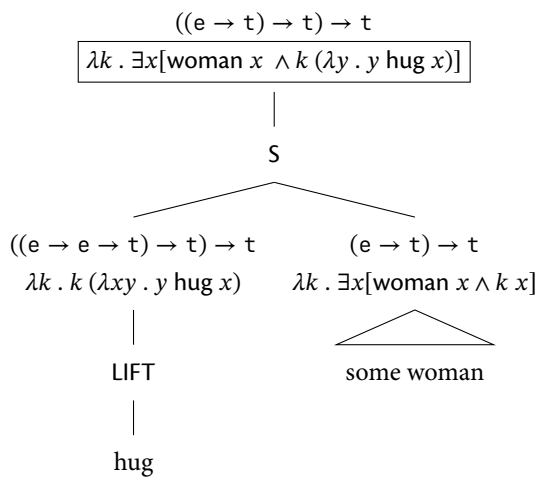 ((e → t) → t) → t
λk . ∃x[woman x ∧ k (λy . y hug x)]
S
((e → e → t) → t) → t (e → t) → t
λk . k (λxy . y hug x) λk . ∃x[woman x ∧ k x]
LIFT some woman
hug